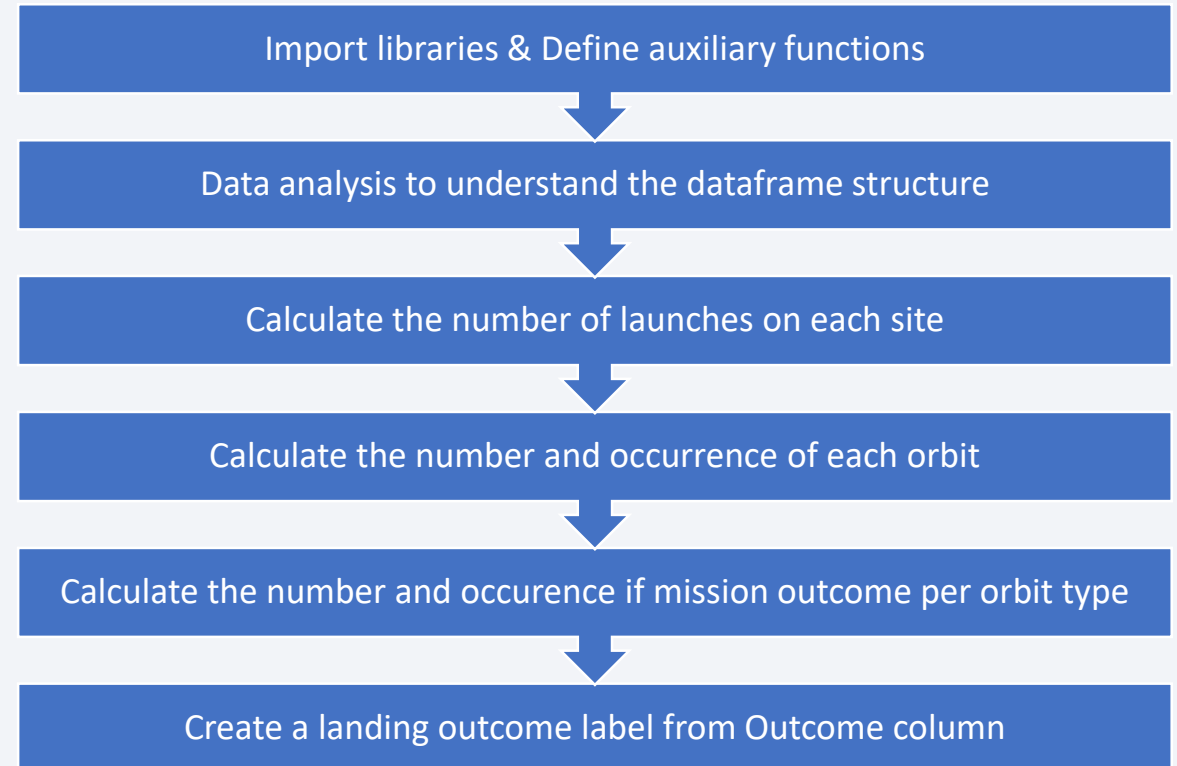 Import libraries & Define auxiliary functions
Data analysis to understand the dataframe structure
Calculate the number of launches on each site
Calculate the number and occurrence of each orbit
Calculate the number and occurence if mission outcome per orbit type
Create a landing outcome label from Outcome column